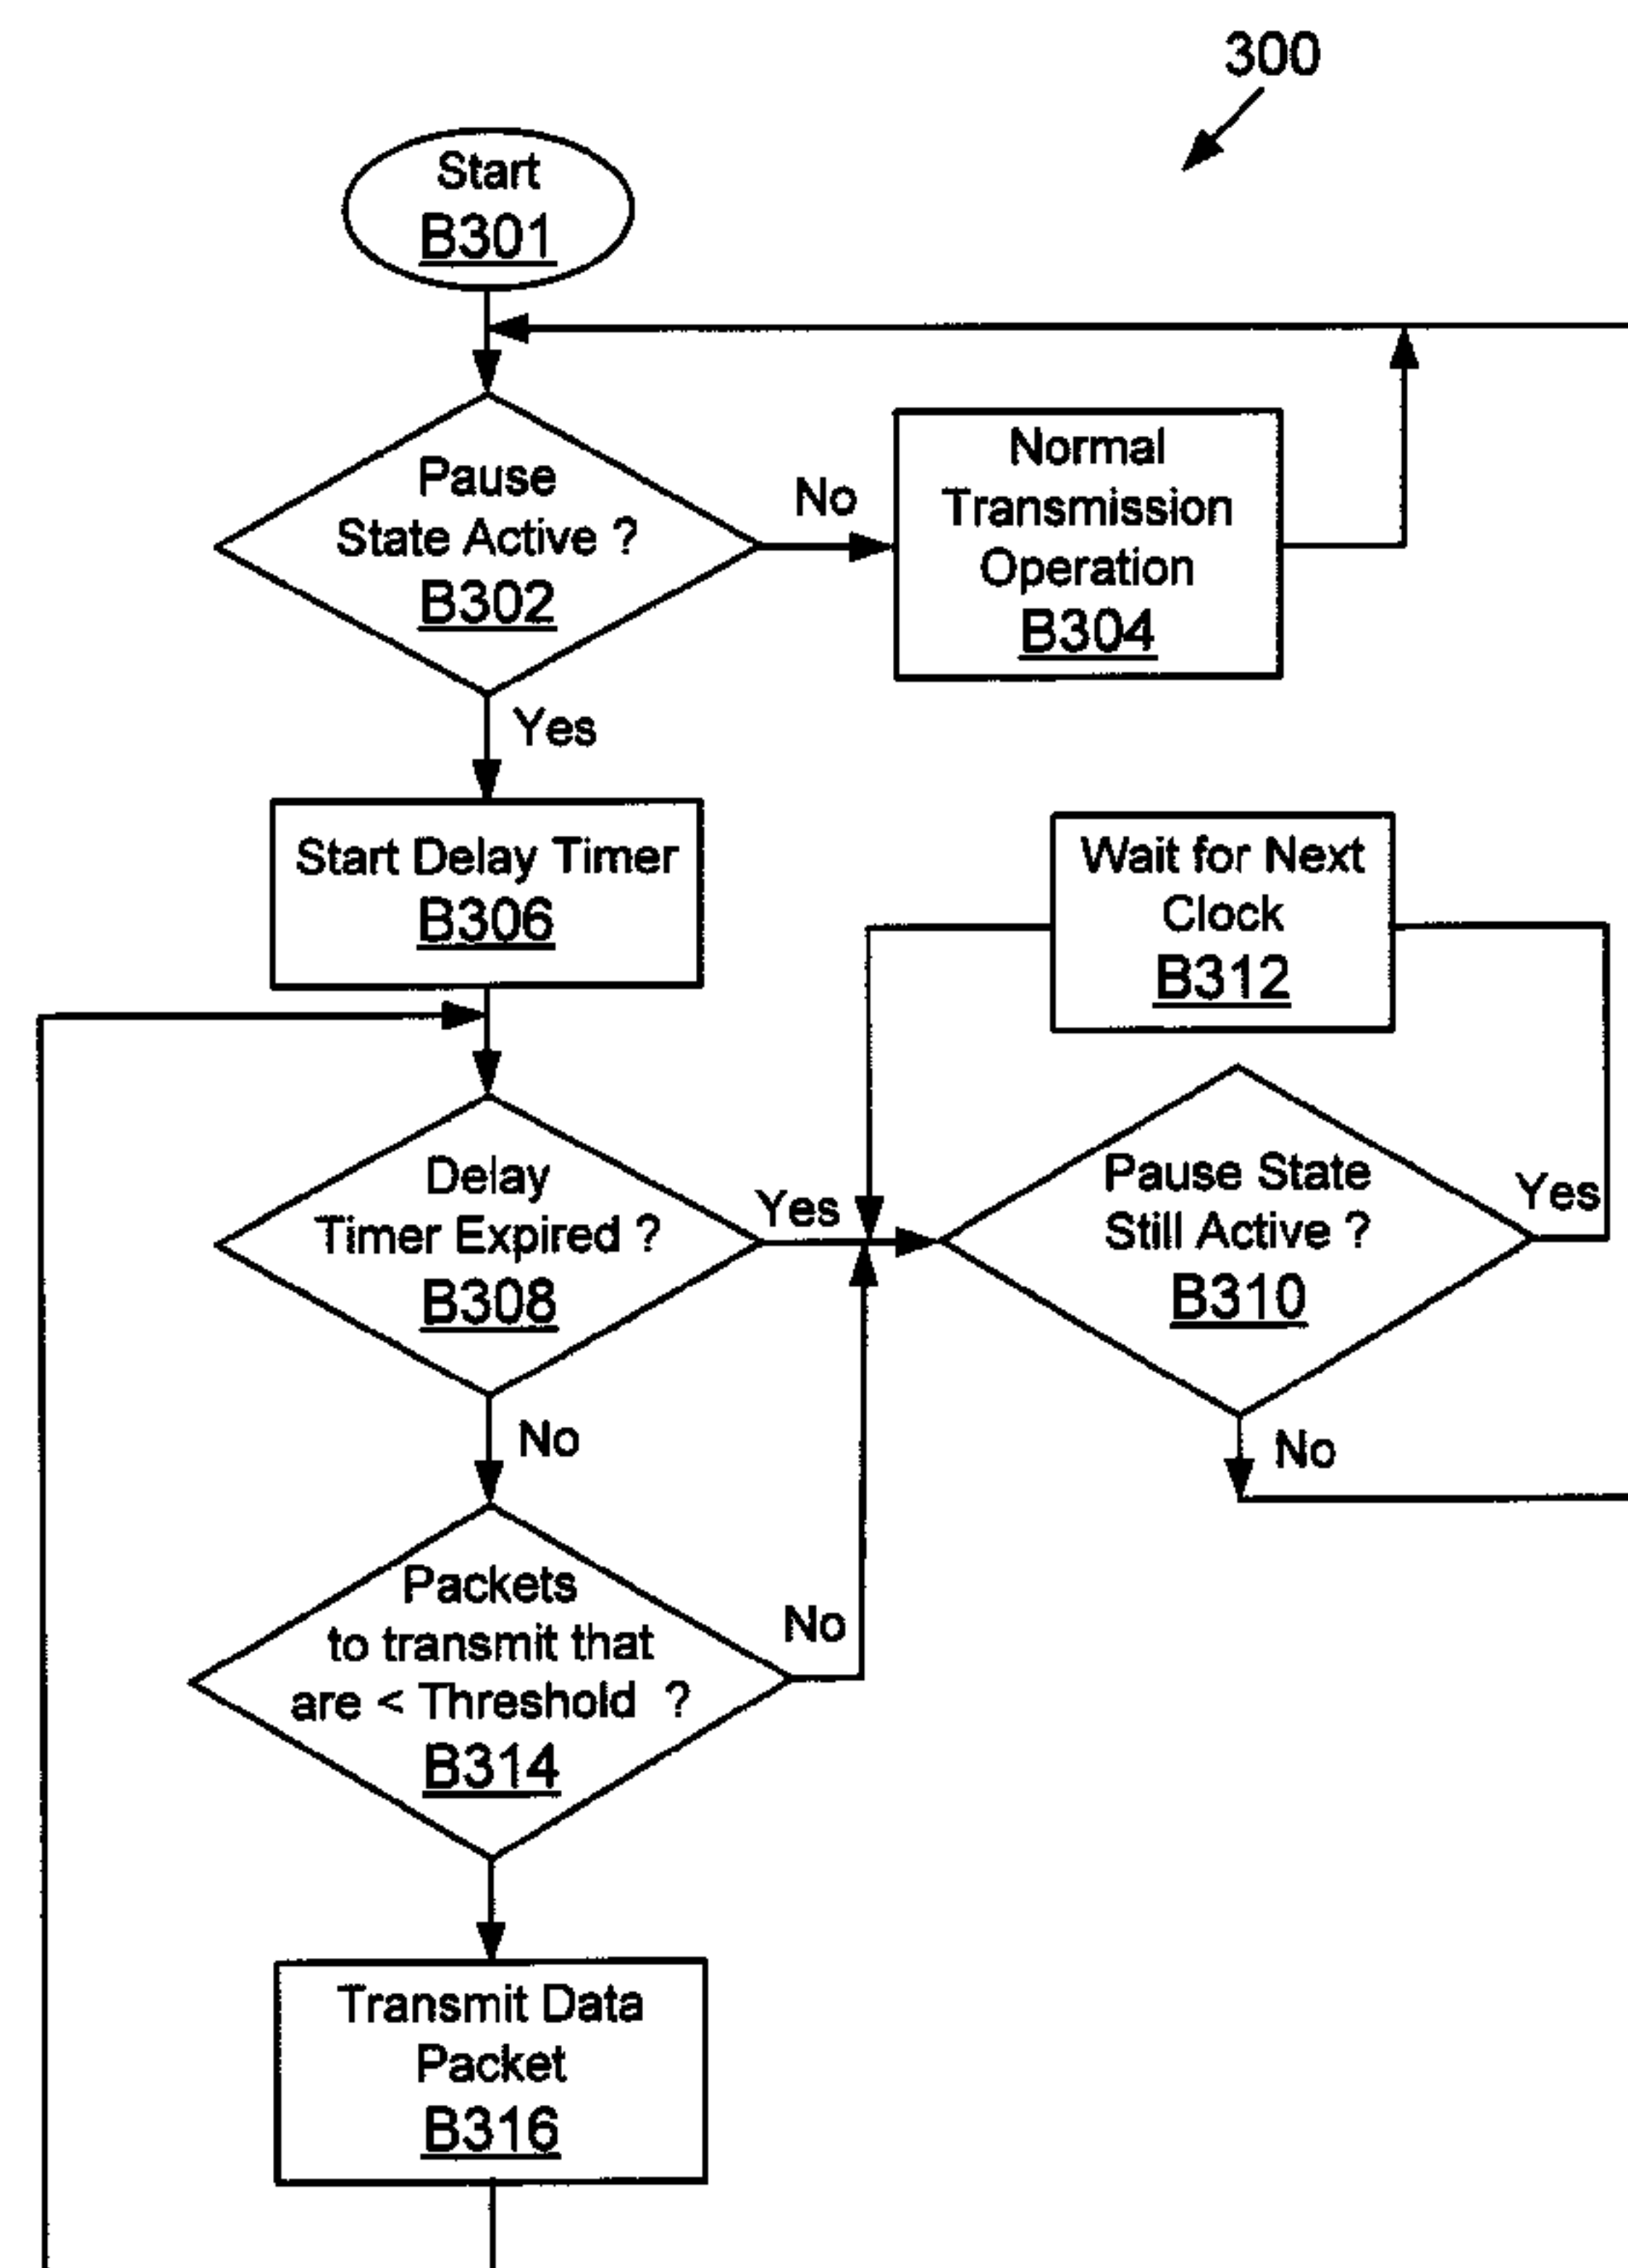 300
Start
B301
Pause
State Active ?
B302
No
Normal
Transmission
Operation
B304
Yes
Start Delay Timer
B306
Wait for Next
Clock
B312
Delay
Timer Expired ?
B308
Yes
Pause State
Still Active ?
B310
Yes
No
No
Packets
to transmit that
are < Threshold ?
B314
No
Transmit Data
Packet
B316